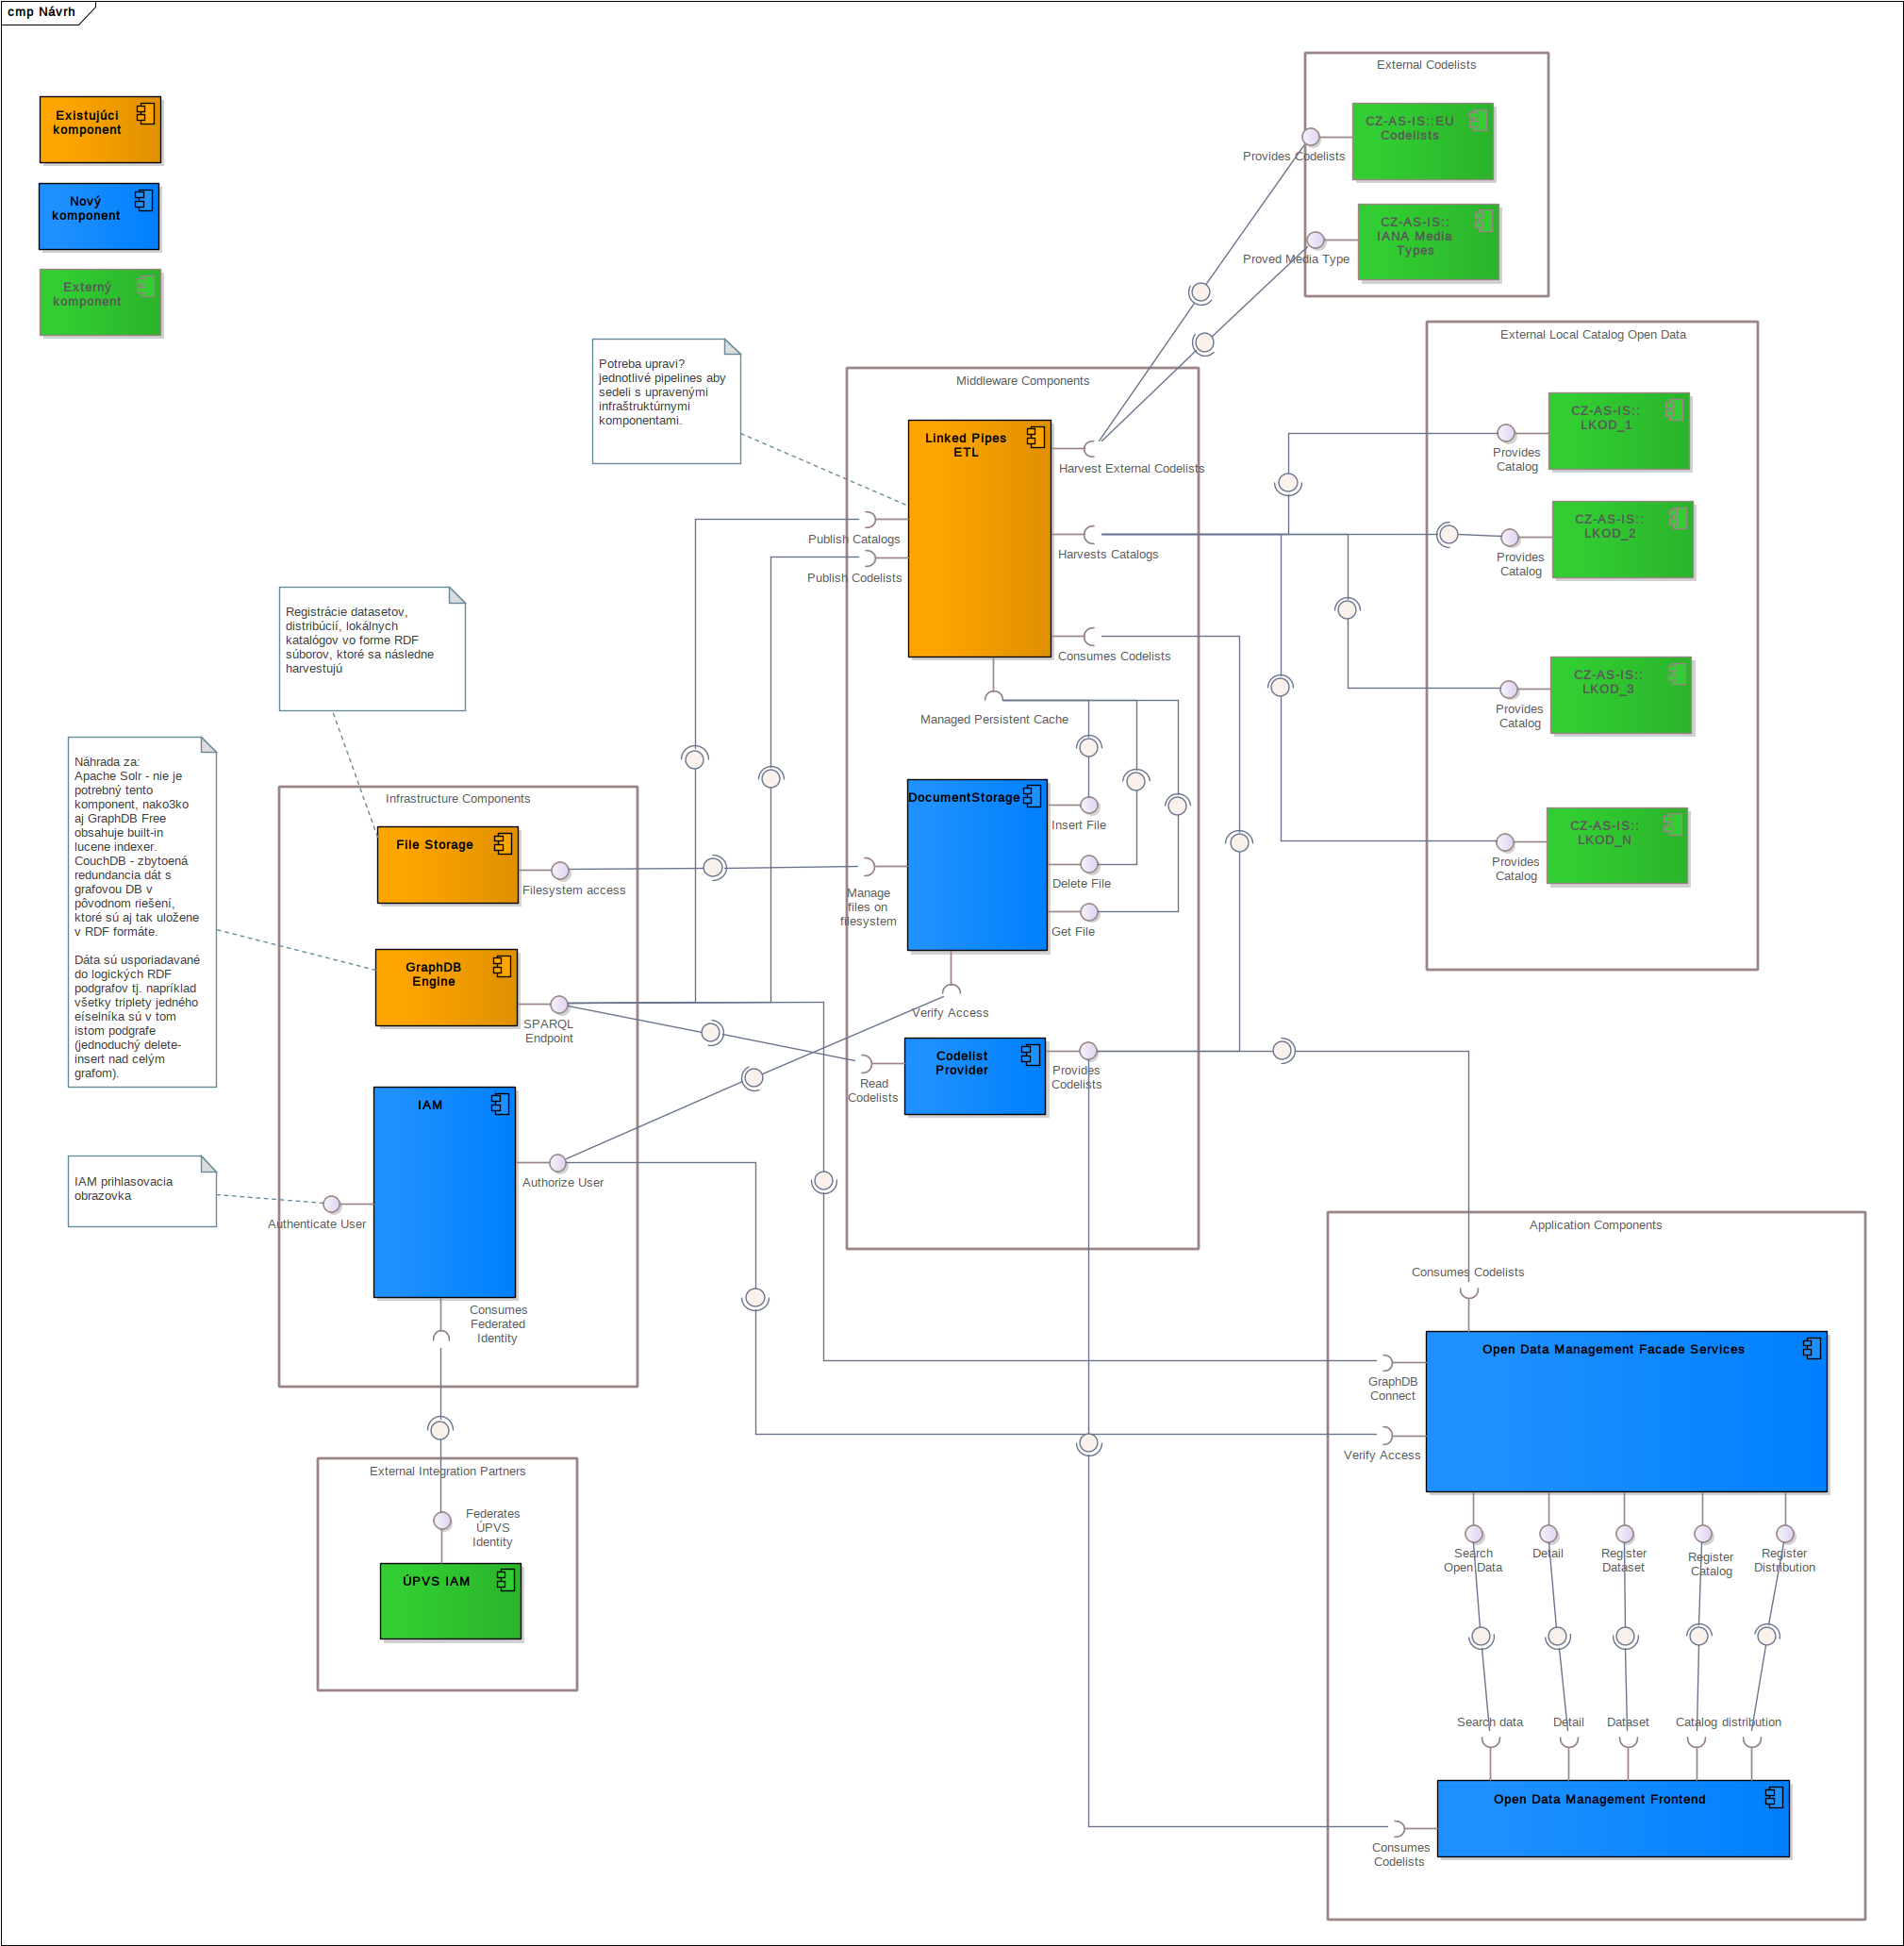 cmp Návrh
Existujúci
komponent
Nový
komponent
Externý
komponent
External Codelists
CZ-AS-IS::EU
Codelists
Provides Codelists
CZ-AS-IS::
IANA Media
Types
Proved Media Type
External Local Catalog Open Data
CZ-AS-IS::
LKOD_1
Provides
Catalog
CZ-AS-IS::
LKOD_2
Provides
Catalog
CZ-AS-IS::
LKOD_3
Provides
Catalog
CZ-AS-IS::
LKOD_N
Provides
Catalog
Potreba upravi?
jednotlivé pipelines aby
sedeli s upravenými
infraštruktúrnymi
komponentami.
Middleware Components
Linked Pipes
ETL
Harvest External Codelists
Publish Catalogs
Publish Codelists
Harvests Catalogs
Consumes Codelists
Managed Persistent Cache
DocumentStorage
Insert File
Delete File
Get File
Manage
files on
filesystem
Verify Access
Codelist
Provider
Provides
Codelists
Read
Codelists
Registrácie datasetov,
distribúcií, lokálnych
katalógov vo forme RDF
súborov, ktoré sa následne
harvestujú
Náhrada za:
Apache Solr - nie je
potrebný tento
komponent, nako3ko
aj GraphDB Free
obsahuje built-in
lucene indexer.
CouchDB - zbytoená
redundancia dát s
grafovou DB v
pôvodnom riešení,
ktoré sú aj tak uložene
v RDF formáte.
Dáta sú usporiadavané
do logických RDF
podgrafov tj. napríklad
všetky triplety jedného
eíselníka sú v tom
istom podgrafe
(jednoduchý delete-
insert nad celým
grafom).
IAM prihlasovacia
obrazovka
Infrastructure Components
File Storage
Filesystem access
GraphDB
Engine
SPARQL
Endpoint
IAM
Authorize User
Authenticate User
Consumes
Federated
Identity
External Integration Partners
Federates
ÚPVS
Identity
ÚPVS IAM
Application Components
Consumes Codelists
Open Data Management Facade Services
GraphDB
Connect
Verify Access
Search
Open Data
Detail
Register
Dataset
Register
Catalog
Register
Distribution
Search data
Detail
Dataset
Catalog
distribution
Open Data Management Frontend
Consumes
Codelists